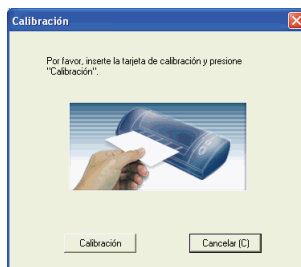 Calibración
Por favor, inserte la tarjeta de calibración y presione
"Calibración".
Calibración
Cancelar (C)